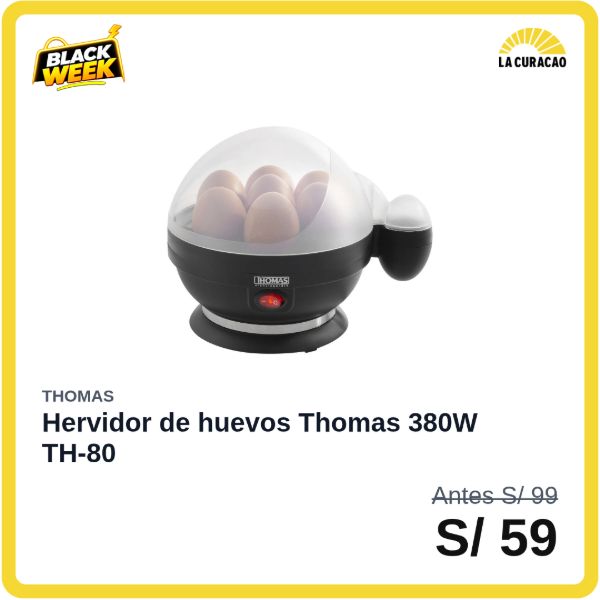 BLACK
WEEK
LA CURACAO
THOMAS
THOMAS
Hervidor de huevos Thomas 380W
TH-80
Antes S/ 99
S/ 59